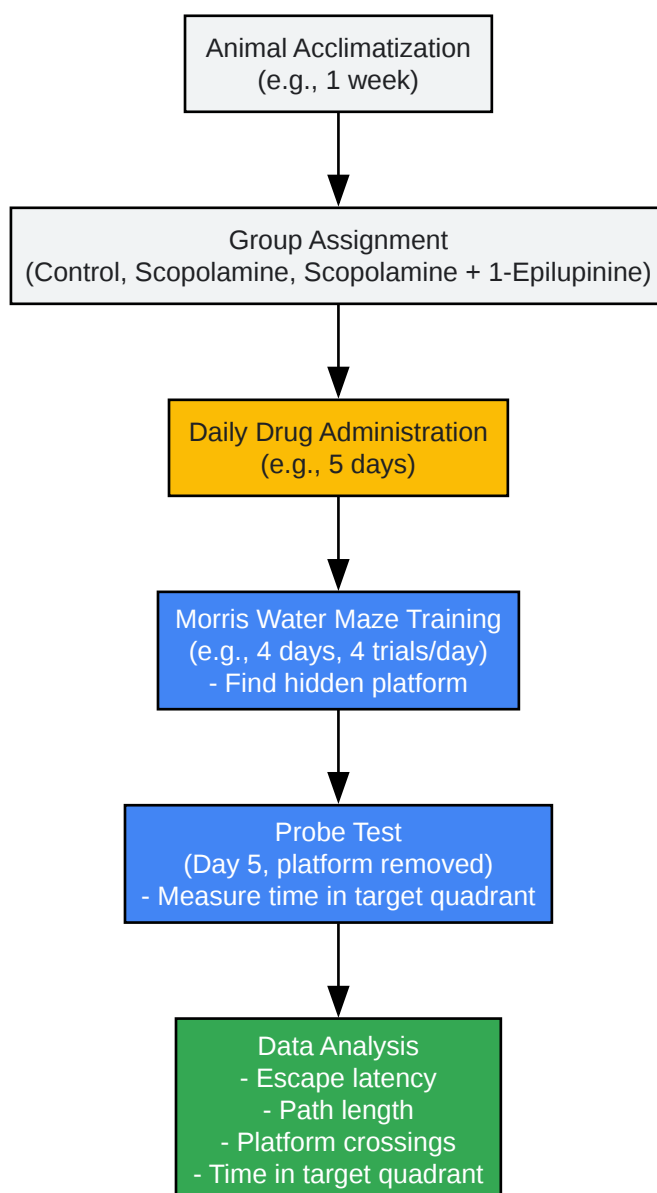 Animal Acclimatization
(e.g., 1 week)
Group Assignment
(Control, Scopolamine, Scopolamine + 1-Epilupinine)
Daily Drug Administration
(e.g., 5 days)
Morris Water Maze Training
(e.g., 4 days, 4 trials/day)
- Find hidden platform
Probe Test
(Day 5, platform removed)
- Measure time in target quadrant
Data Analysis
- Escape latency
- Path length
- Platform crossings
- Time in target quadrant